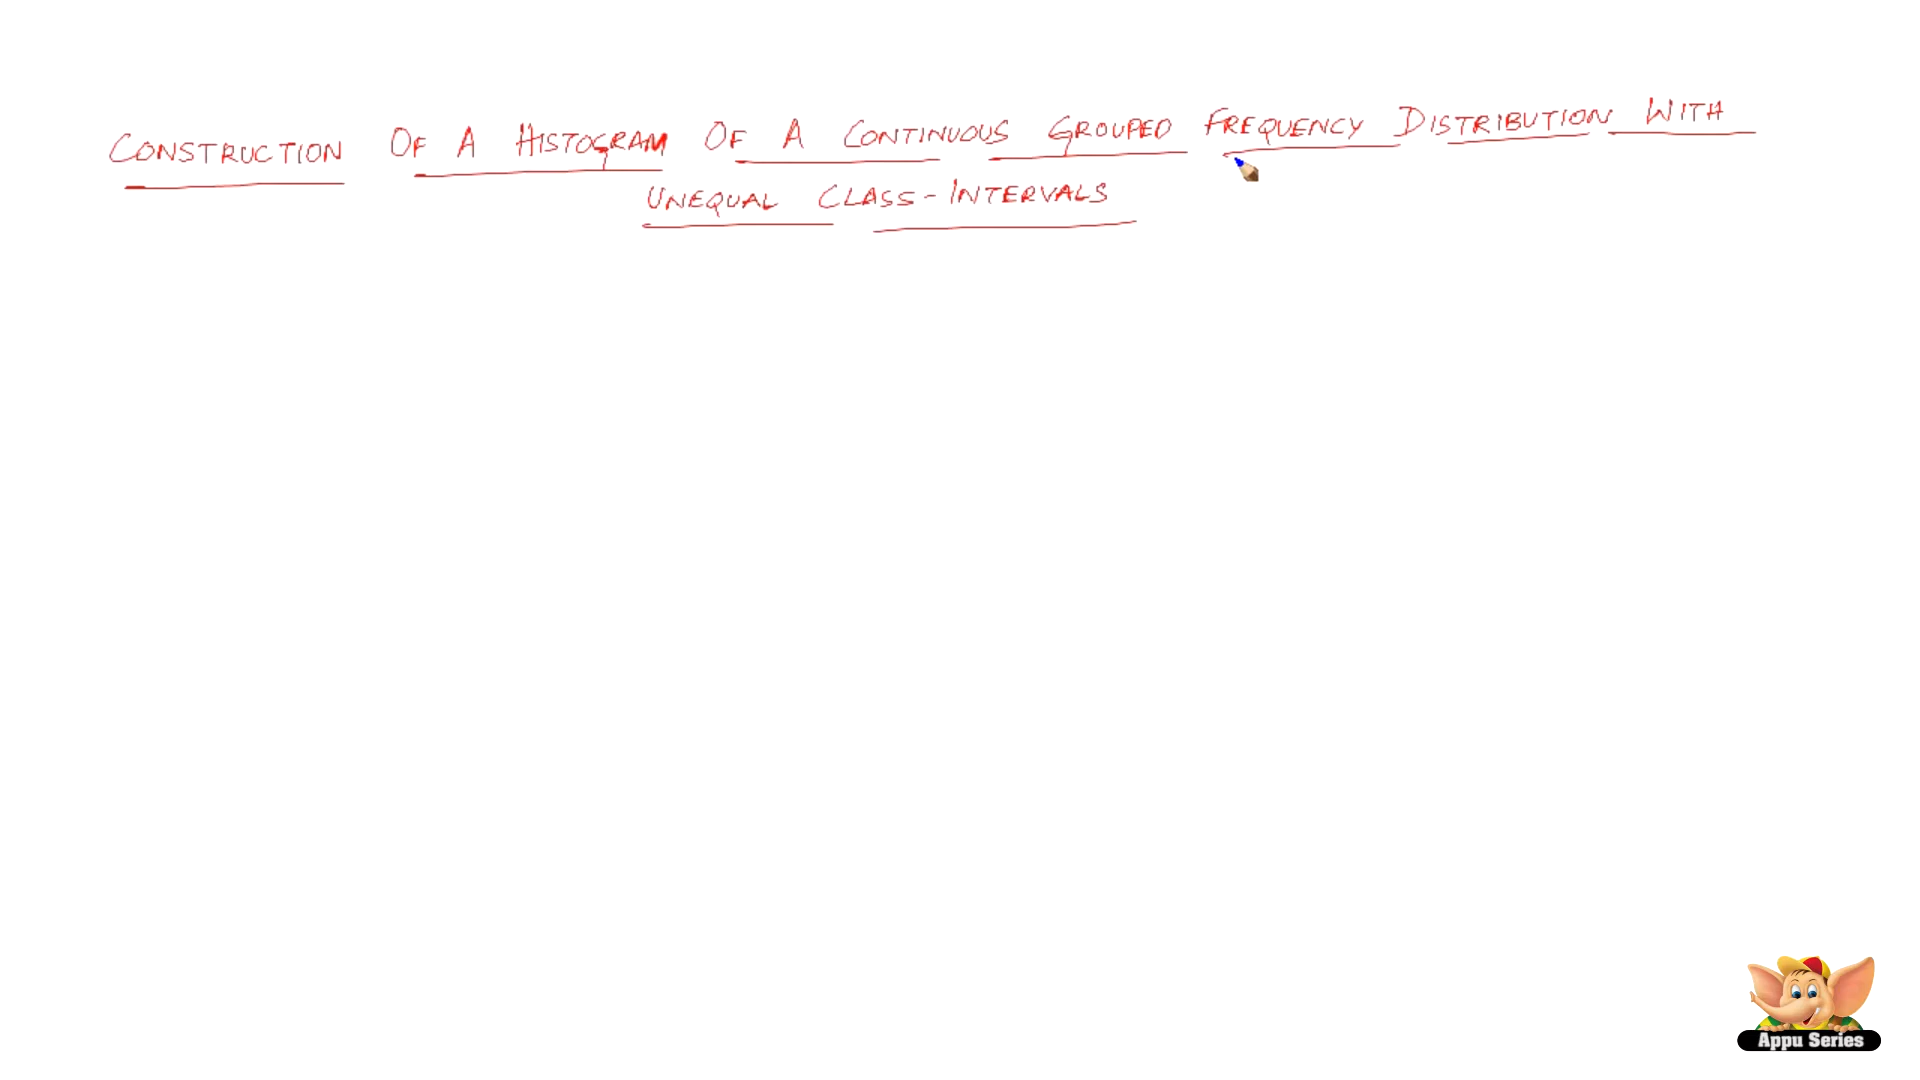 CONSTRUCTION OF A HISTOGRAM OF A CONTINUOUS GROUPED FREQUENCY DISTRIBUTION WITH
UNEQUAL CLASS-INTERVALS
Appu Series